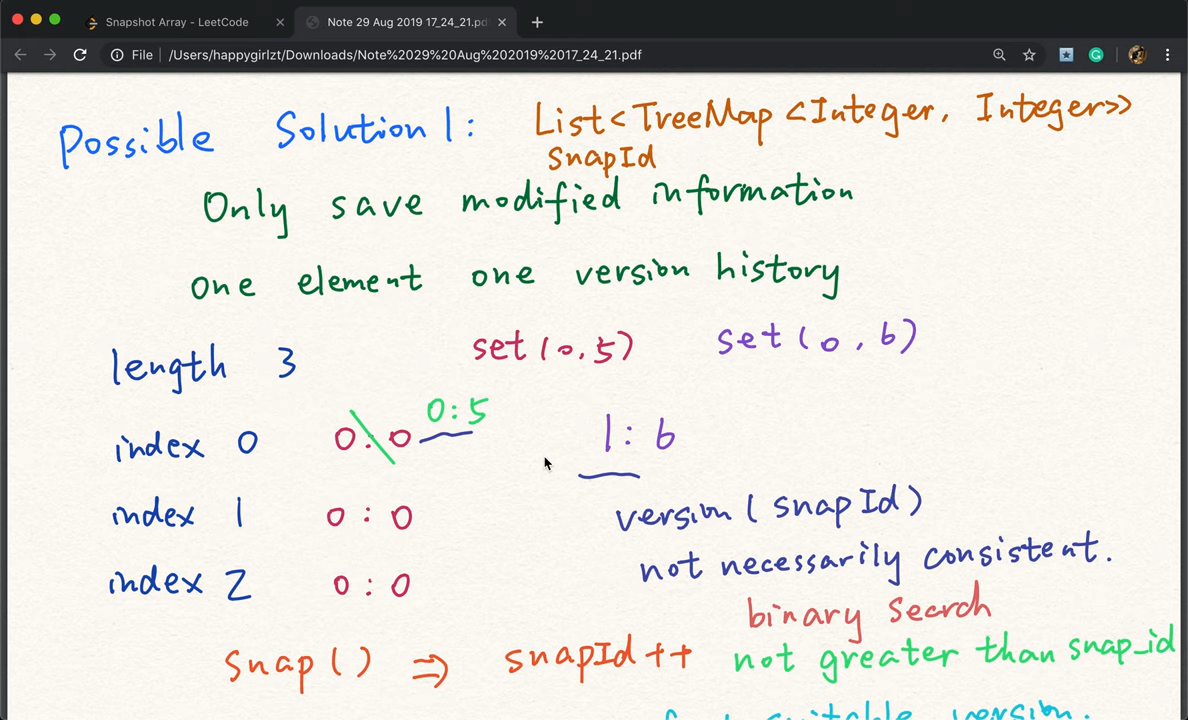 Snapshot Array - LeetCode
Note 29 Aug 2019 17_24_21.pd
File /Users/happygirlzt/Downloads/Note%2029%20Aug%202019%2017_24_21.pdf
Possible Solution 1: List<TreeMap<Integer, Integer>>
SnapId
Only save modified information
one element one version history
length 3 set(0,5) set(0,6)
index 0 0:0 0:5 1:6
index 1 0:0 version(snapId)
index 2 0:0 not necessarily consistent.
binary search
snap() ⇒ snapId++ not greater than snap_id
suitable version.